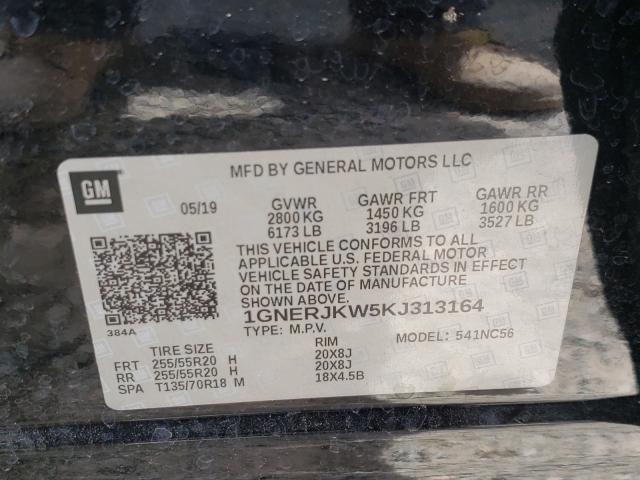 GM
MFD BY GENERAL MOTORS LLC
05/19 GVWR GAWR FRT GAWR RR
2800 KG 1450 KG 1600 KG
6173 LB 3196 LB 3527 LB
THIS VEHICLE CONFORMS TO ALL
APPLICABLE U.S. FEDERAL MOTOR
VEHICLE SAFETY STANDARDS IN EFFECT
ON THE DATE OF MANUFACTURE
SHOWN ABOVE.
384A
1GNERJKW5KJ313164
TYPE: M.P.V. MODEL: 541NC56
TIRE SIZE RIM
FRT 255/55R20 H 20X8J
RR 255/55R20 H 20X8J
SPA T135/70R18 M 18X4.5B